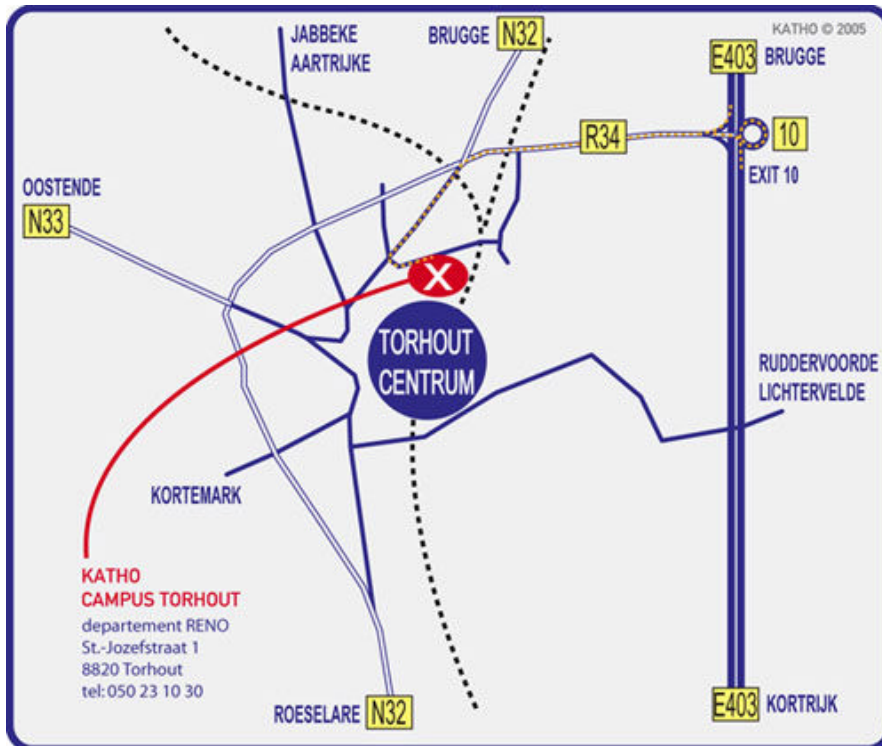 KATHO © 2005
JABBEKE
AARTRIJKE
BRUGGE N32
E403 BRUGGE
R34
10
EXIT 10
OOSTENDE
N33
X
TORHOUT
CENTRUM
RUDDERVOORDE
LICHTERVELDE
KORTEMARK
KATHO
CAMPUS TORHOUT
departement RENO
St.-Jozefstraat 1
8820 Torhout
tel: 050 23 10 30
ROESELARE N32
E403 KORTRIJK